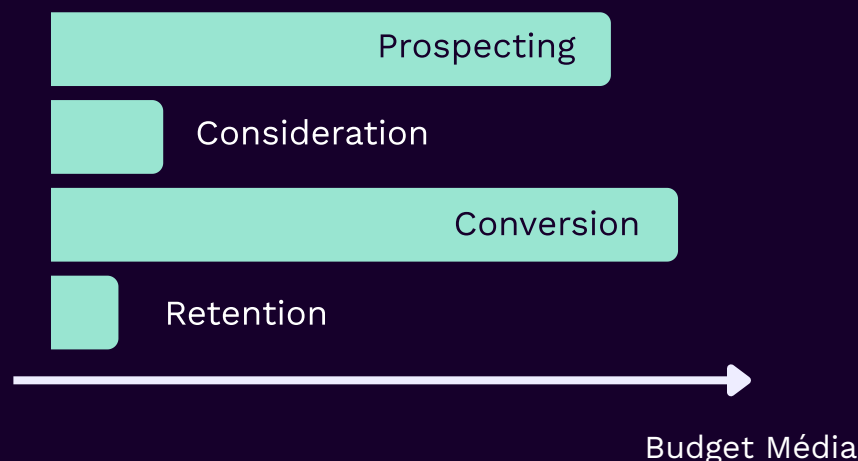 Prospecting
Consideration
Conversion
Retention
Budget Média